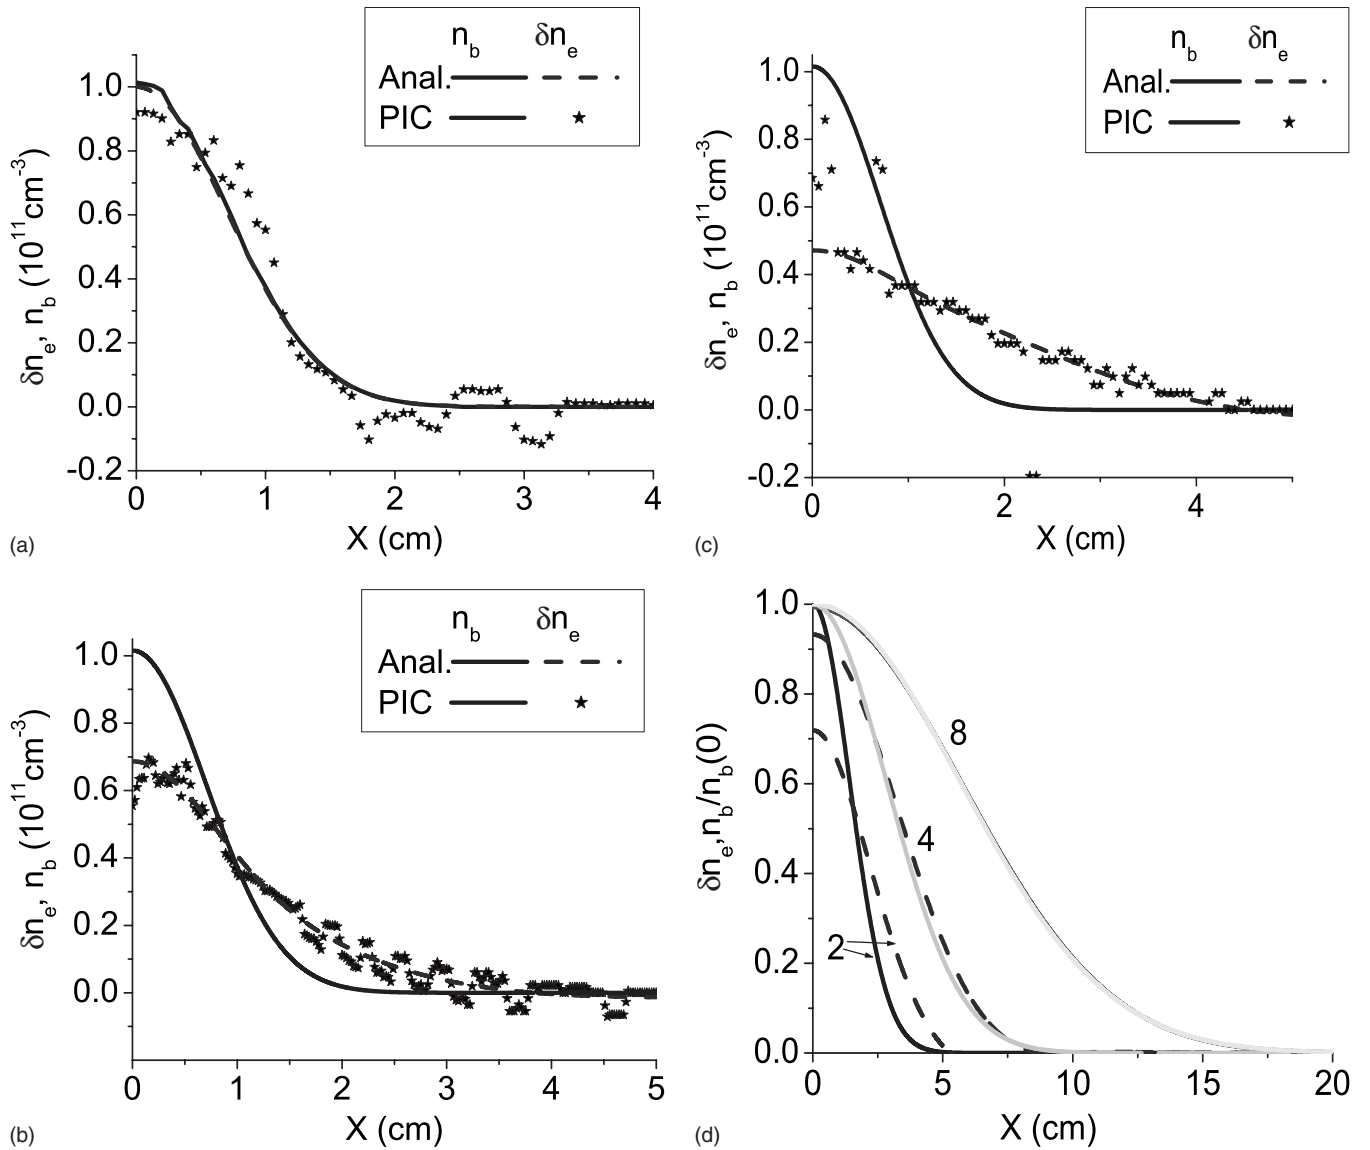 n_b δn_e
Anal.
PIC
1.0
0.8
0.6
0.4
0.2
0.0
-0.2
δn_e, n_b (10^11cm^-3)
0 1 2 3 4
X (cm)
(a)
n_b δn_e
Anal.
PIC
1.0
0.8
0.6
0.4
0.2
0.0
-0.2
δn_e, n_b (10^11cm^-3)
0 2 4
X (cm)
(c)
n_b δn_e
Anal.
PIC
1.0
0.8
0.6
0.4
0.2
0.0
δn_e, n_b (10^11cm^-3)
0 1 2 3 4 5
X (cm)
(b)
1.0
0.8
0.6
0.4
0.2
0.0
δn_e,n_b/n_b(0)
8
4
2
0 5 10 15 20
X (cm)
(d)